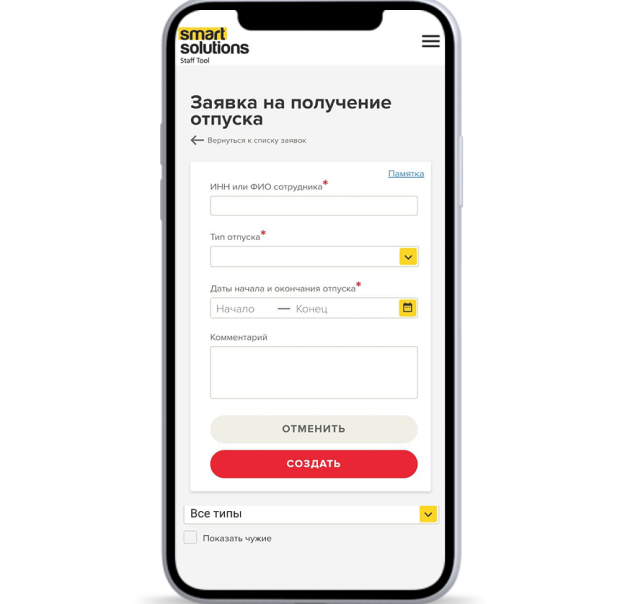 smart
solutions
Staff Tool
Заявка на получение
отпуска
Вернуться к списку заявок
Памятка
ИНН или ФИО сотрудника*
Тип отпуска*
Даты начала и окончания отпуска*
Начало — Конец
Комментарий
ОТМЕНИТЬ
СОЗДАТЬ
Все типы
Показать чужие